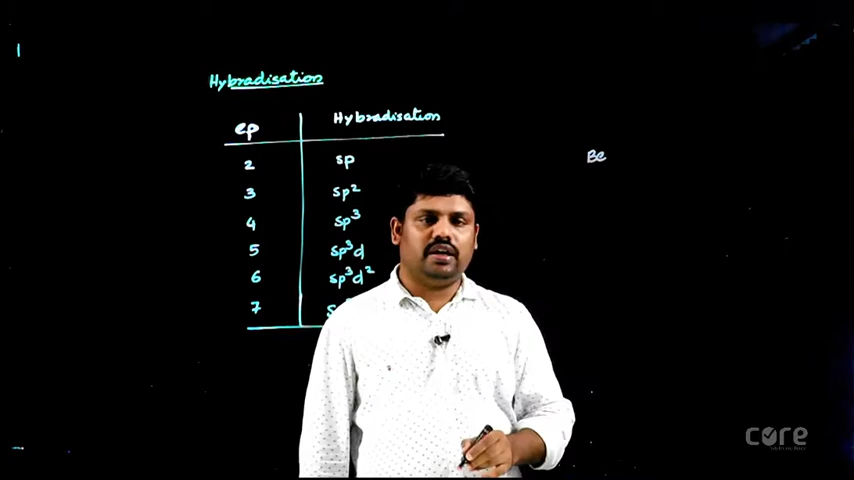 Hybradisation
ep Hybradisation
2 sp
3 sp²
4 sp³
5 sp³d
6 sp³d²
7
Be
core